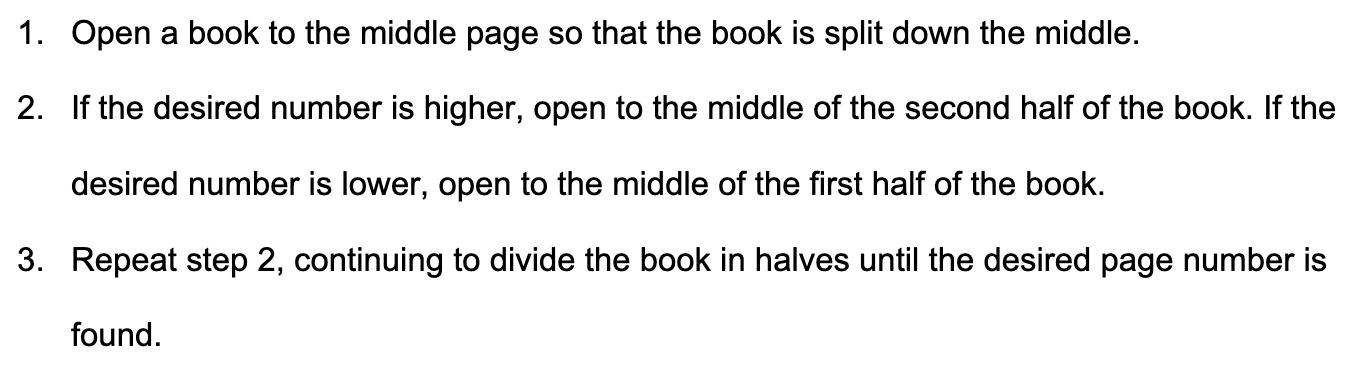 1. Open a book to the middle page so that the book is split down the middle.
2. If the desired number is higher, open to the middle of the second half of the book. If the
desired number is lower, open to the middle of the first half of the book.
3. Repeat step 2, continuing to divide the book in halves until the desired page number is
found.